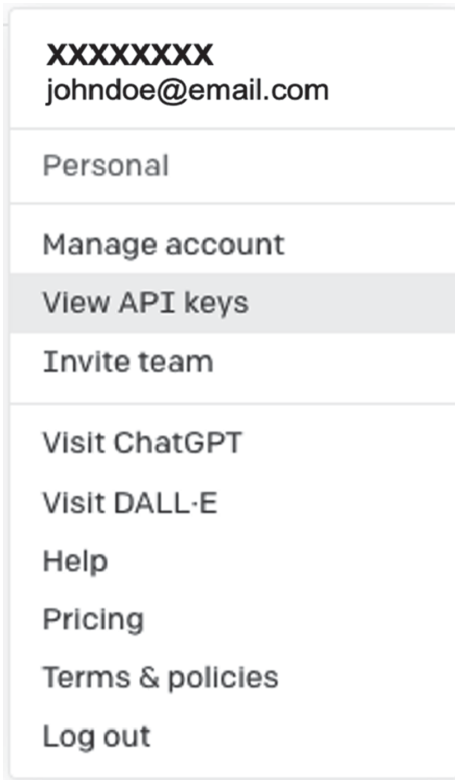 XXXXXXXX
johndoe@email.com
Personal
Manage account
View API keys
Invite team
Visit ChatGPT
Visit DALL·E
Help
Pricing
Terms & policies
Log out